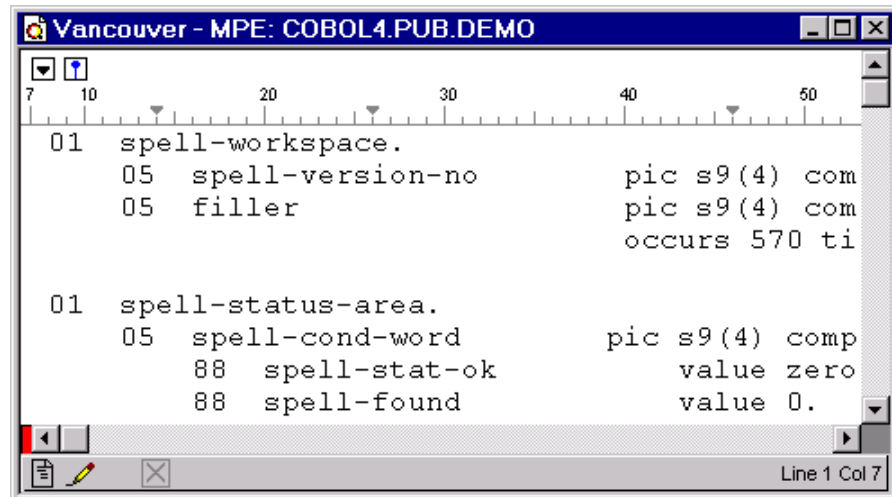 Vancouver - MPE: COBOL4.PUB.DEMO
7 10 20 30 40 50
01 spell-workspace.
05 spell-version-no pic s9(4) com
05 filler pic s9(4) com
occurs 570 ti
01 spell-status-area.
05 spell-cond-word pic s9(4) comp
88 spell-stat-ok value zero
88 spell-found value 0.
Line 1 Col 7